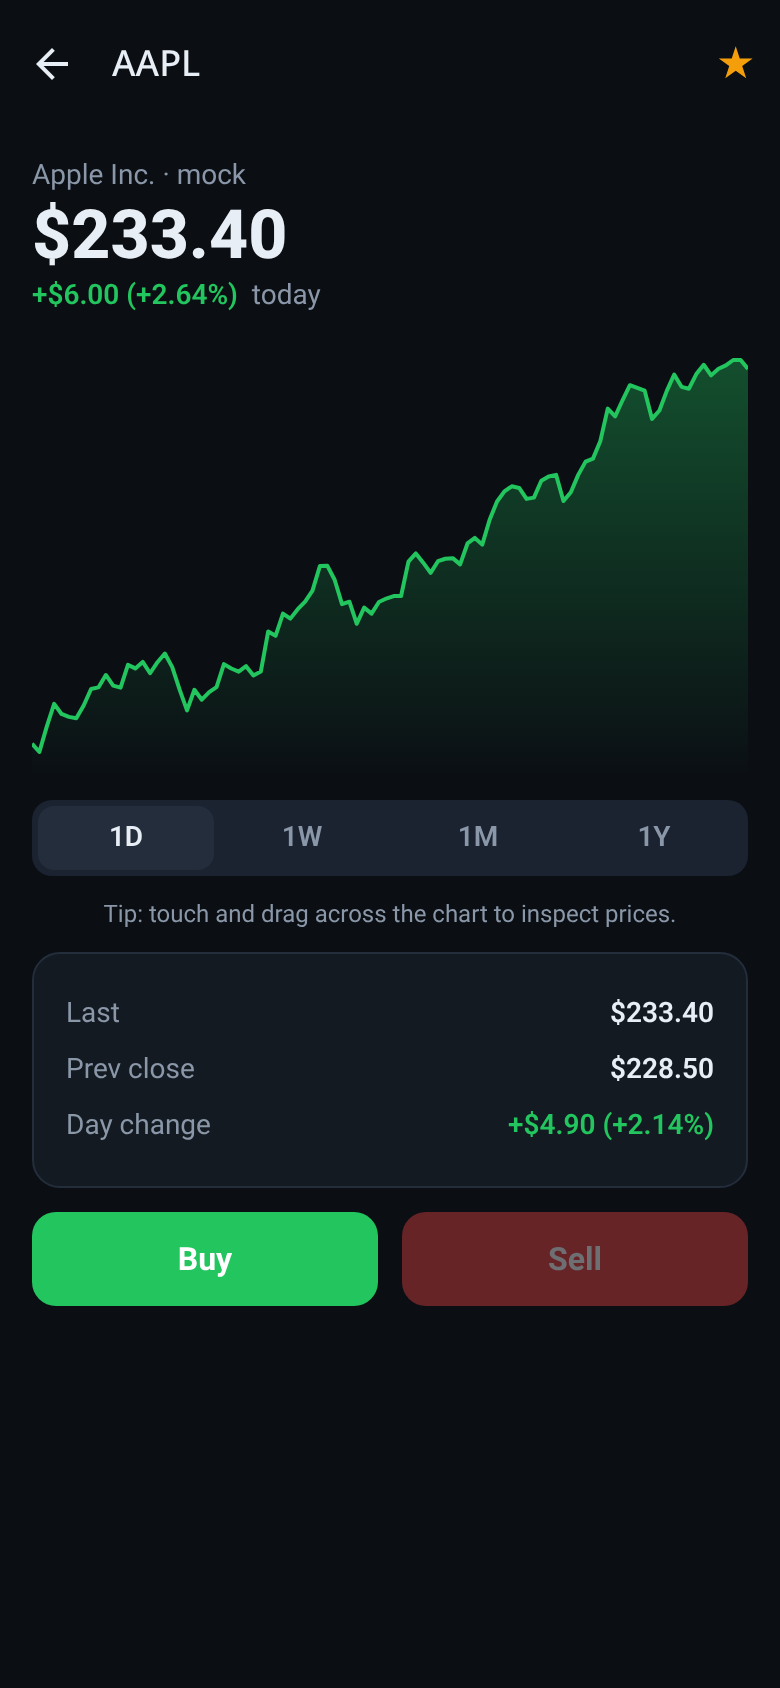 AAPL
Apple Inc. · mock
$233.40
+$6.00 (+2.64%) today
1D 1W 1M 1Y
Tip: touch and drag across the chart to inspect prices.
Last $233.40
Prev close $228.50
Day change +$4.90 (+2.14%)
Buy Sell